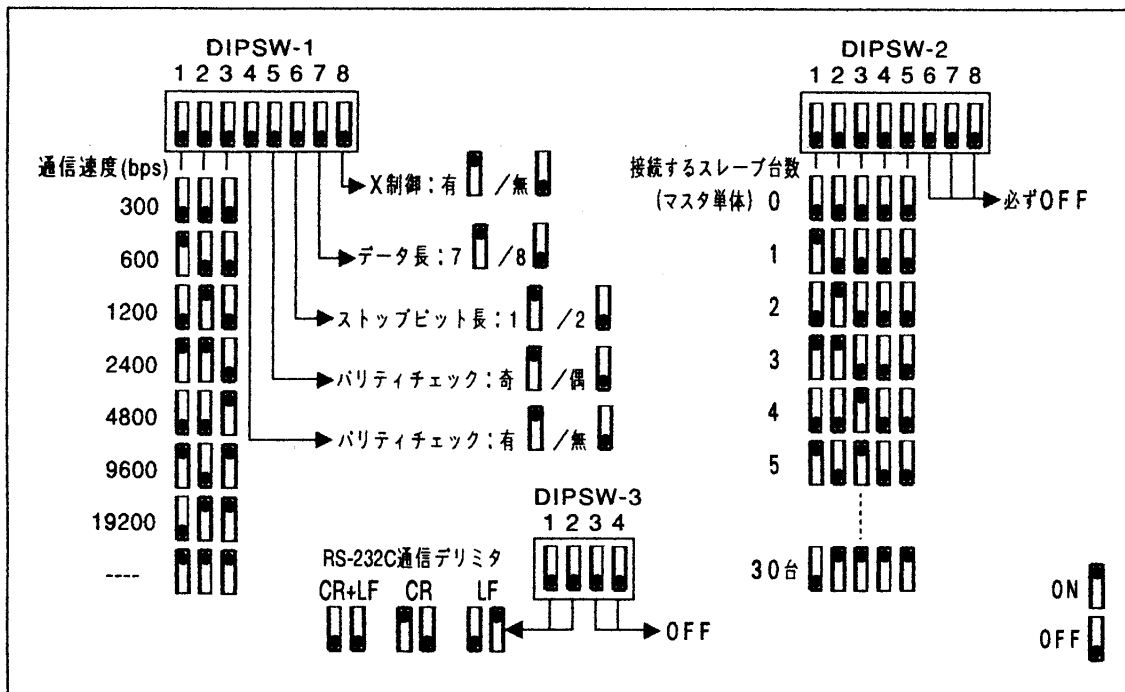 DIPSW-1
1 2 3 4 5 6 7 8
通信速度(bps)
300
600
1200
2400
4800
9600
19200
----
X制御:有 /無
データ長:7 /8
ストップビット長:1 /2
パリティチェック:奇 /偶
パリティチェック:有 /無
DIPSW-3
1 2 3 4
RS-232C通信デリミタ
CR+LF CR LF
OFF
DIPSW-2
1 2 3 4 5 6 7 8
接続するスレーブ台数
(マスタ単体) 0
1
2
3
4
5
30台
必ずOFF
ON
OFF